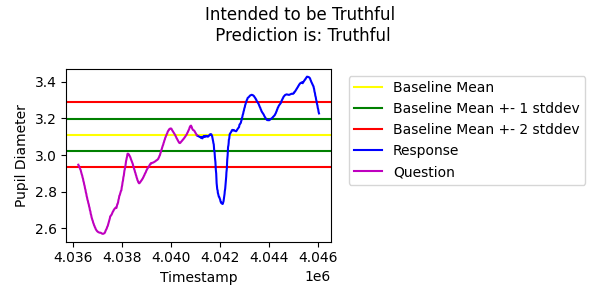 Intended to be Truthful
Prediction is: Truthful
Pupil Diameter
3.4
3.2
3.0
2.8
2.6
4.036 4.038 4.040 4.042 4.044 4.046
1e6
Timestamp
Baseline Mean
Baseline Mean +- 1 stddev
Baseline Mean +- 2 stddev
Response
Question